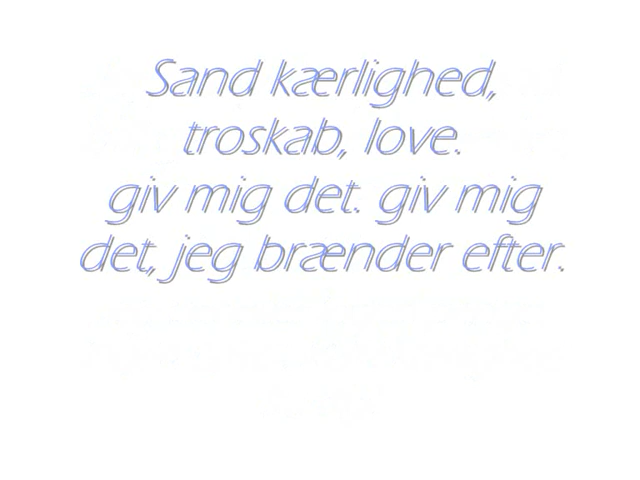 Sand kærlighed,
troskab, love.
giv mig det. giv mig
det, jeg brænder efter.